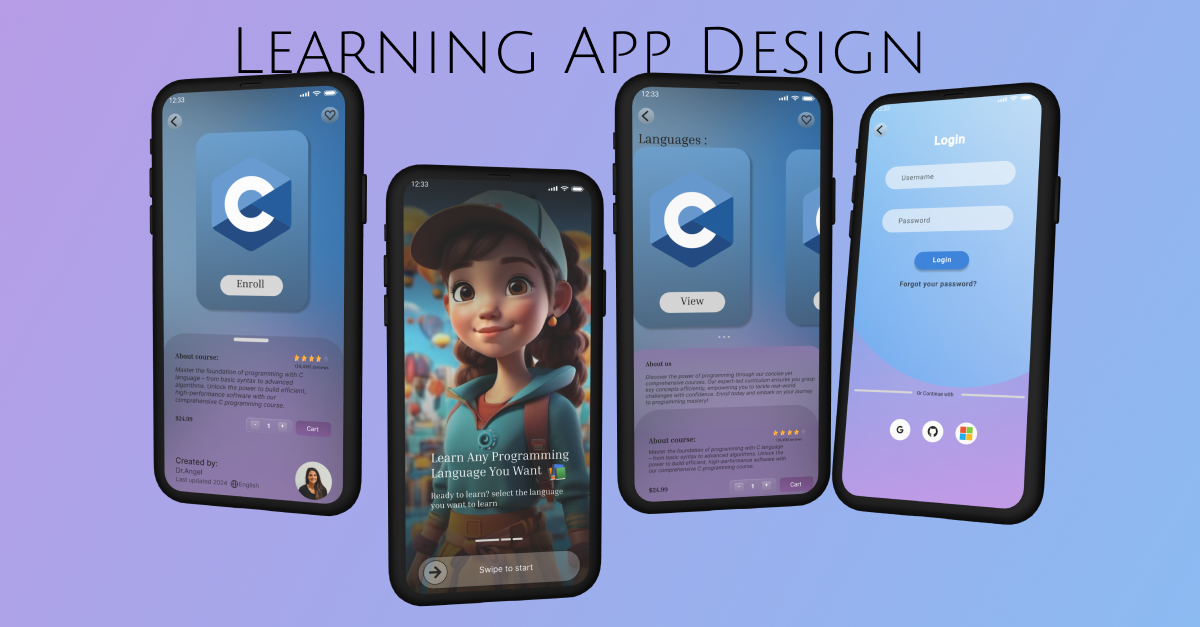 LEARNING APP DESIGN
12:33
Enroll
About course:
Master the foundation of programming with C
language – from basic syntax to advanced
algorithms. Unlock the power to build efficient,
high-performance software with our
comprehensive C programming course.
$24.99
- 1 +
Cart
Created by:
Dr.Angel
Last updated 2024 English
12:33
Learn Any Programming
Language You Want
Ready to learn? select the language
you want to learn
Swipe to start
12:33
Languages :
View
About us
Discover the power of programming through our concise yet
comprehensive courses. Our expert-led curriculum ensures you grasp
key concepts efficiently, empowering you to tackle real-world
challenges with confidence. Enroll today and embark on your journey
to programming mastery!
About course:
Master the foundation of programming with C language
– from basic syntax to advanced algorithms. Unlock the
power to build efficient, high-performance software with
our comprehensive C programming course.
$24.99
- 1 +
Cart
Login
Username
Password
Login
Forgot your password?
Or Continue with
G